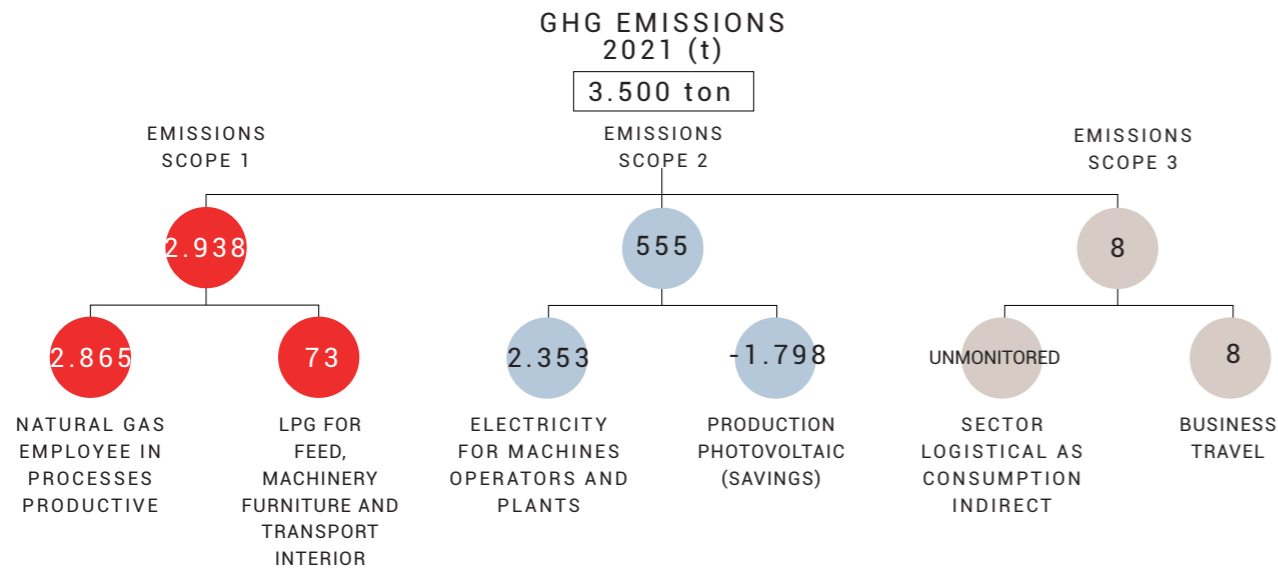 GHG EMISSIONS
2021 (t)
3.500 ton
EMISSIONS
SCOPE 1
EMISSIONS
SCOPE 2
EMISSIONS
SCOPE 3
2.938
555
8
2.865
73
2.353
-1.798
UNMONITORED
8
NATURAL GAS
EMPLOYEE IN
PROCESSES
PRODUCTIVE
LPG FOR
FEED,
MACHINERY
FURNITURE AND
TRANSPORT
INTERIOR
ELECTRICITY
FOR MACHINES
OPERATORS AND
PLANTS
PRODUCTION
PHOTOVOLTAIC
(SAVINGS)
SECTOR
LOGISTICAL AS
CONSUMPTION
INDIRECT
BUSINESS
TRAVEL